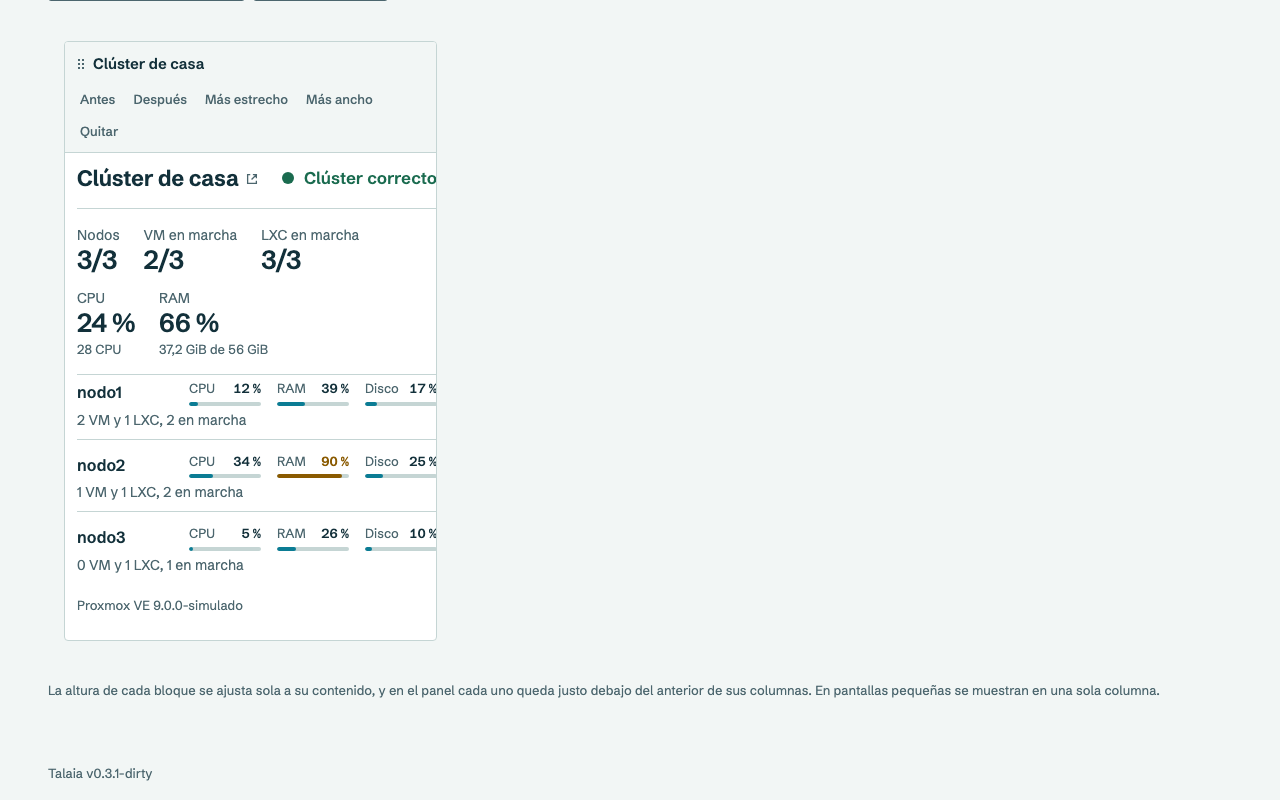 Clúster de casa
Antes Después Más estrecho Más ancho
Quitar
Clúster de casa Clúster correcto
Nodos VM en marcha LXC en marcha
3/3 2/3 3/3
CPU RAM
24 % 66 %
28 CPU 37,2 GiB de 56 GiB
nodo1 CPU 12 % RAM 39 % Disco 17 %
2 VM y 1 LXC, 2 en marcha
nodo2 CPU 34 % RAM 90 % Disco 25 %
1 VM y 1 LXC, 2 en marcha
nodo3 CPU 5 % RAM 26 % Disco 10 %
0 VM y 1 LXC, 1 en marcha
Proxmox VE 9.0.0-simulado
La altura de cada bloque se ajusta sola a su contenido, y en el panel cada uno queda justo debajo del anterior de sus columnas. En pantallas pequeñas se muestran en una sola columna.
Talaia v0.3.1-dirty